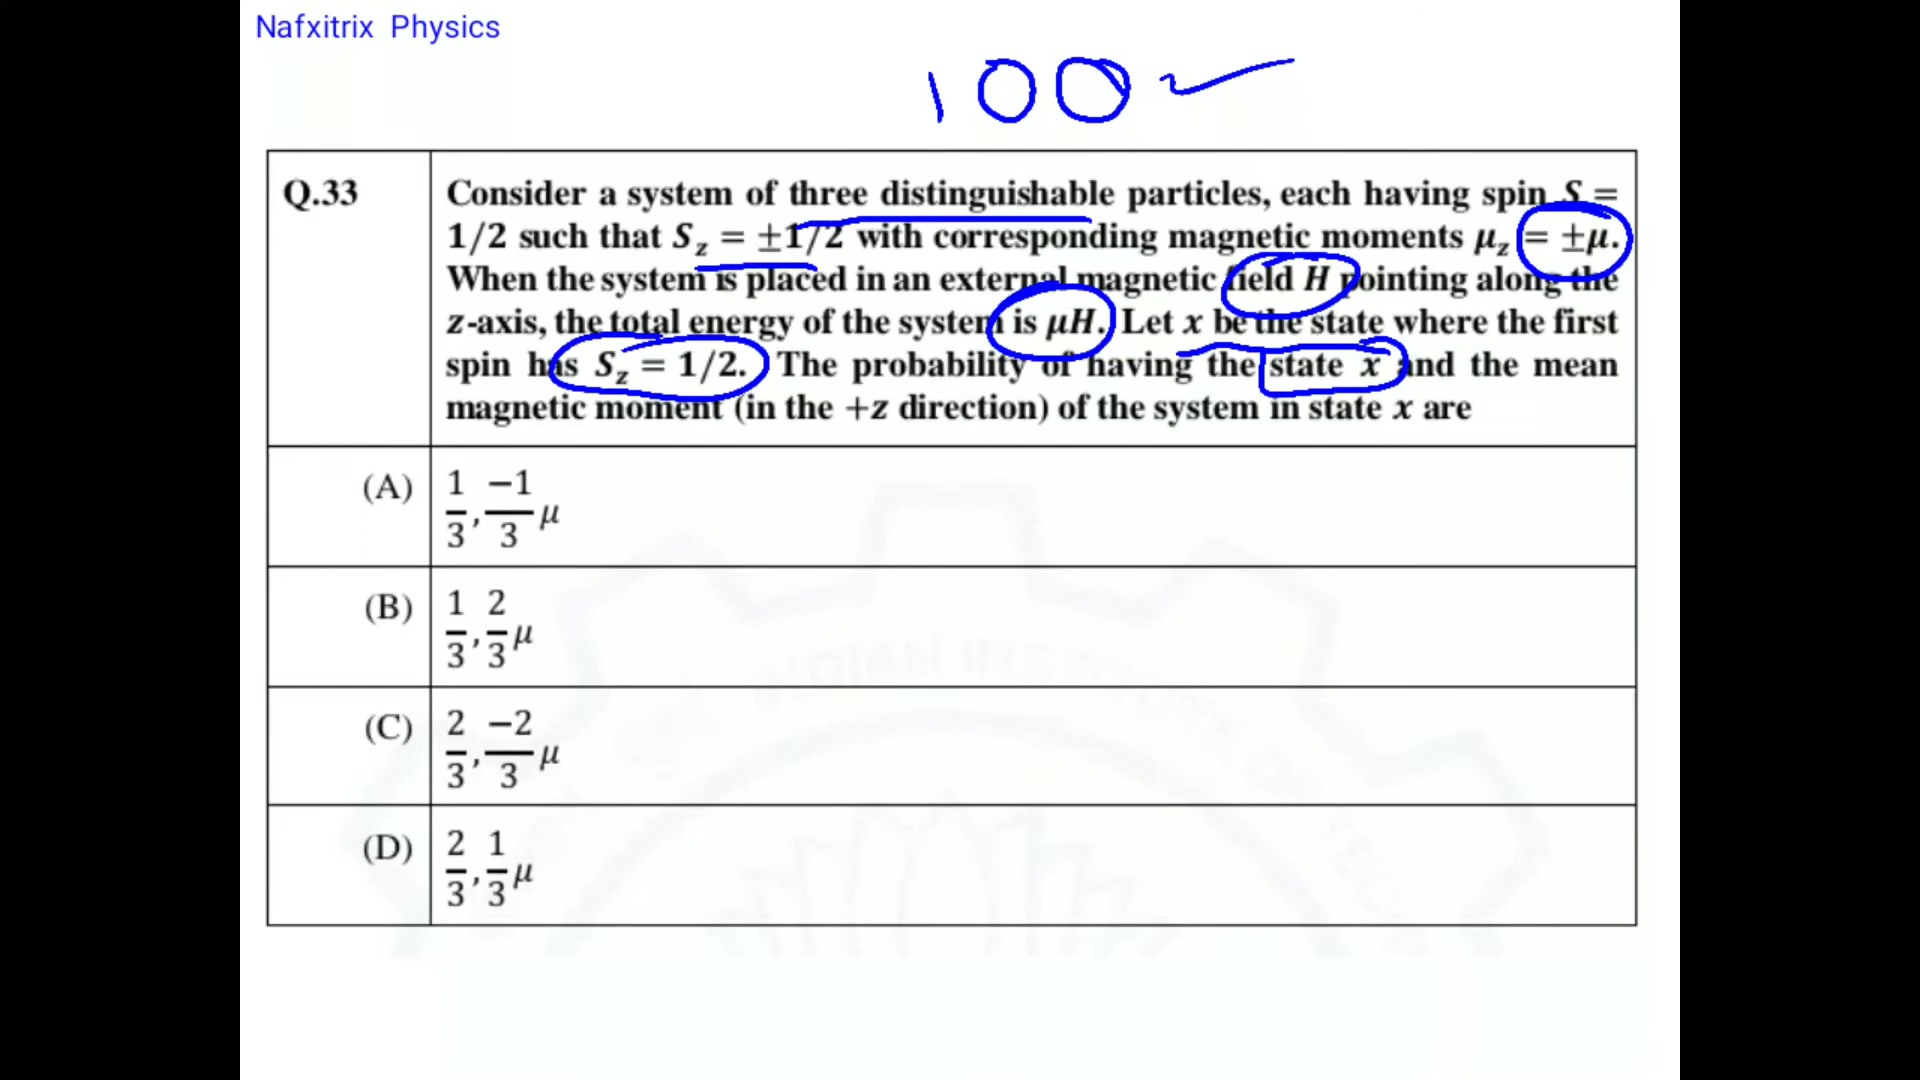 Nafxitrix Physics
100
Q.33
Consider a system of three distinguishable particles, each having spin S =
1/2 such that S_z = ±1/2 with corresponding magnetic moments μ_z = ±μ.
When the system is placed in an external magnetic field H pointing along the
z-axis, the total energy of the system is μH. Let x be the state where the first
spin has S_z = 1/2. The probability of having the state x and the mean
magnetic moment (in the +z direction) of the system in state x are
(A) 1/3, -1/3 μ
(B) 1/3, 2/3 μ
(C) 2/3, -2/3 μ
(D) 2/3, 1/3 μ